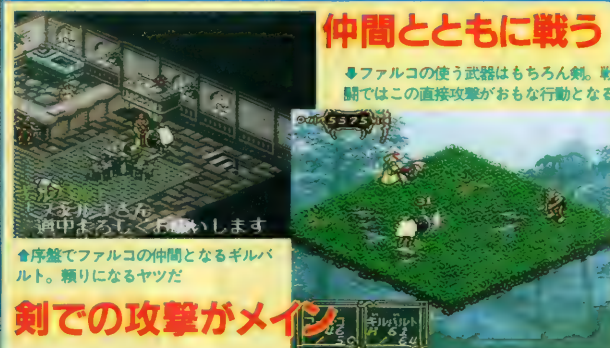 仲間とともに戦う
⬇ファルコの使う武器はもちろん剣。戦
闘ではこの直接攻撃がおもな行動となる
5575
道中よろしくお願いします
⬆序盤でファルコの仲間となるギルバ
ルト。頼りになるヤツだ
剣での攻撃がメイン
ギルバルト
H 63
/ 64